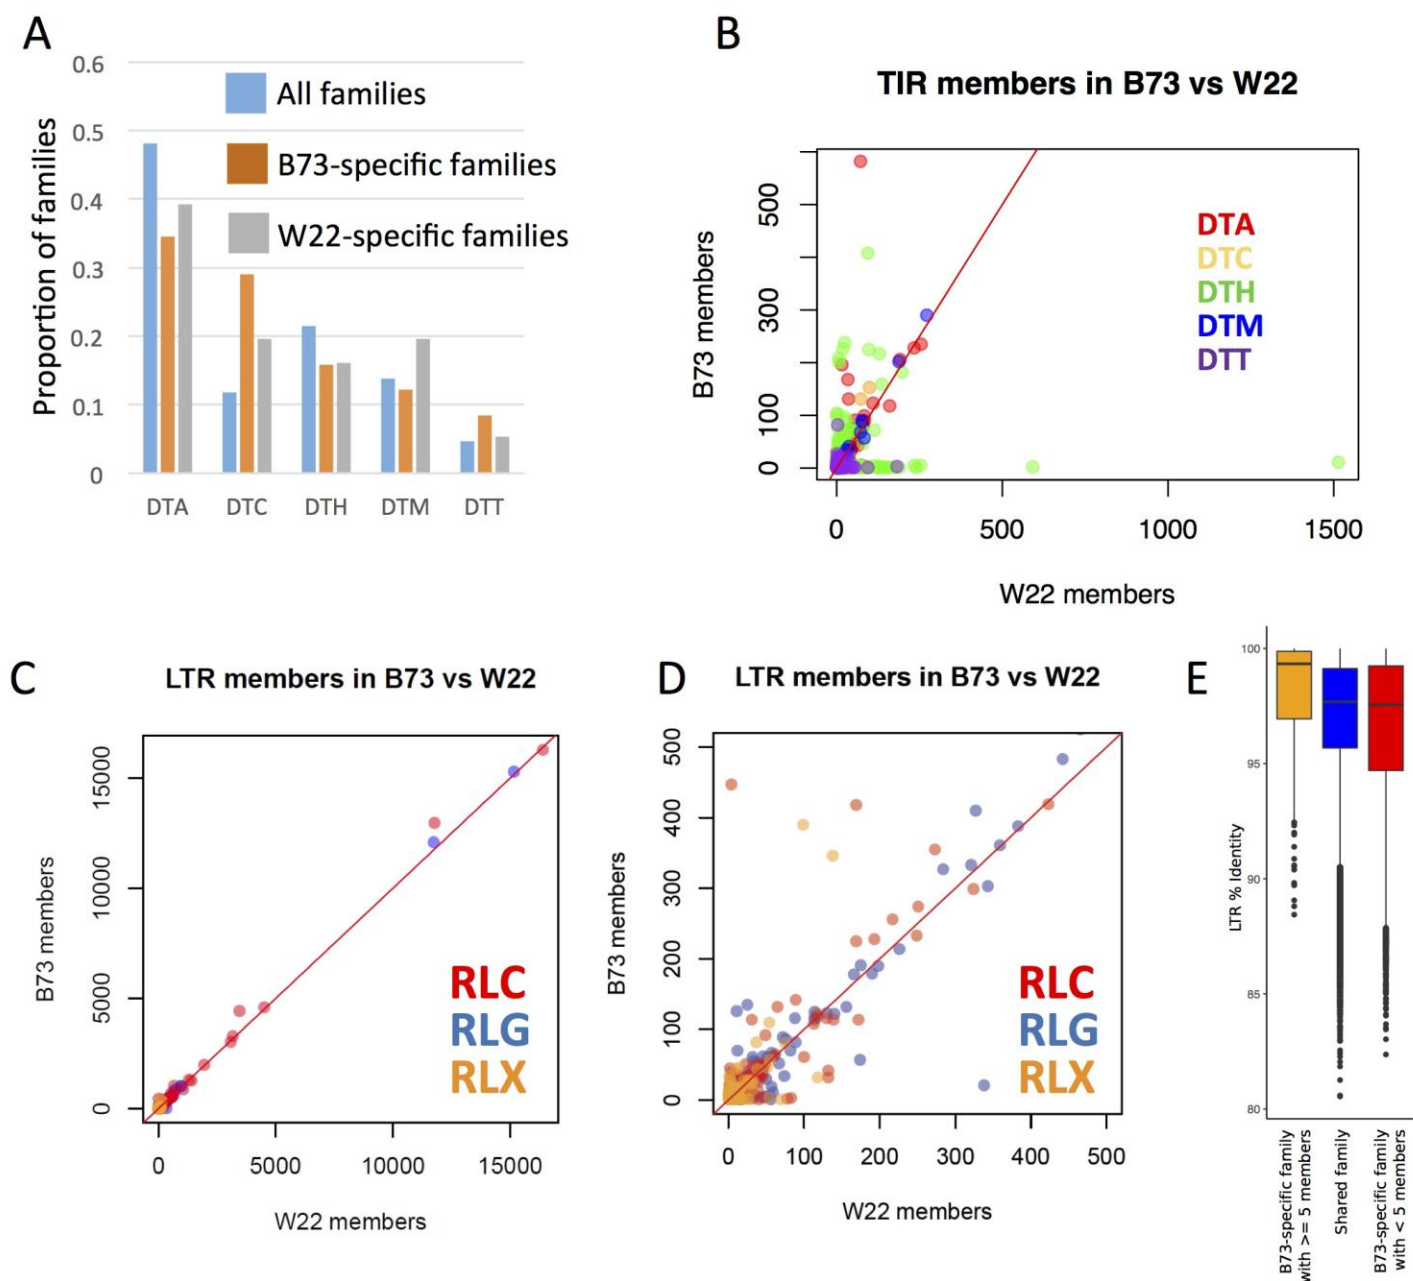 A
0.6
0.5
0.4
0.3
0.2
0.1
0
Proportion of families
All families
B73-specific families
W22-specific families
DTA DTC DTH DTM DTT
B
TIR members in B73 vs W22
B73 members
500
300
100
0
DTA
DTC
DTH
DTM
DTT
0 500 1000 1500
W22 members
C
LTR members in B73 vs W22
B73 members
15000
10000
5000
0
RLC
RLG
RLX
0 5000 10000 15000
W22 members
D
LTR members in B73 vs W22
B73 members
500
400
300
200
100
0
RLC
RLG
RLX
0 100 200 300 400 500
W22 members
E
LTR % Identity
100
95
90
85
80
B73-specific family
with >= 5 members
Shared family
B73-specific family
with < 5 members